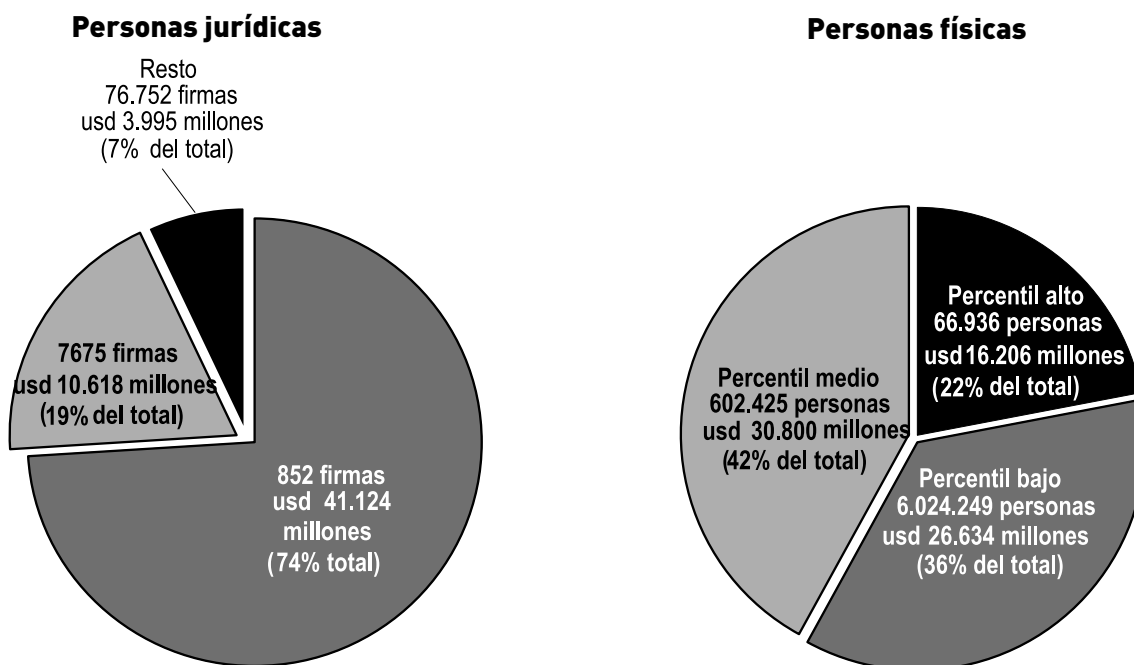 Personas jurídicas
Resto
76.752 firmas
usd 3.995 millones
(7% del total)
7675 firmas
usd 10.618 millones
(19% del total)
852 firmas
usd 41.124
millones
(74% total)
Personas físicas
Percentil alto
66.936 personas
usd 16.206 millones
(22% del total)
Percentil medio
602.425 personas
usd 30.800 millones
(42% del total)
Percentil bajo
6.024.249 personas
usd 26.634 millones
(36% del total)